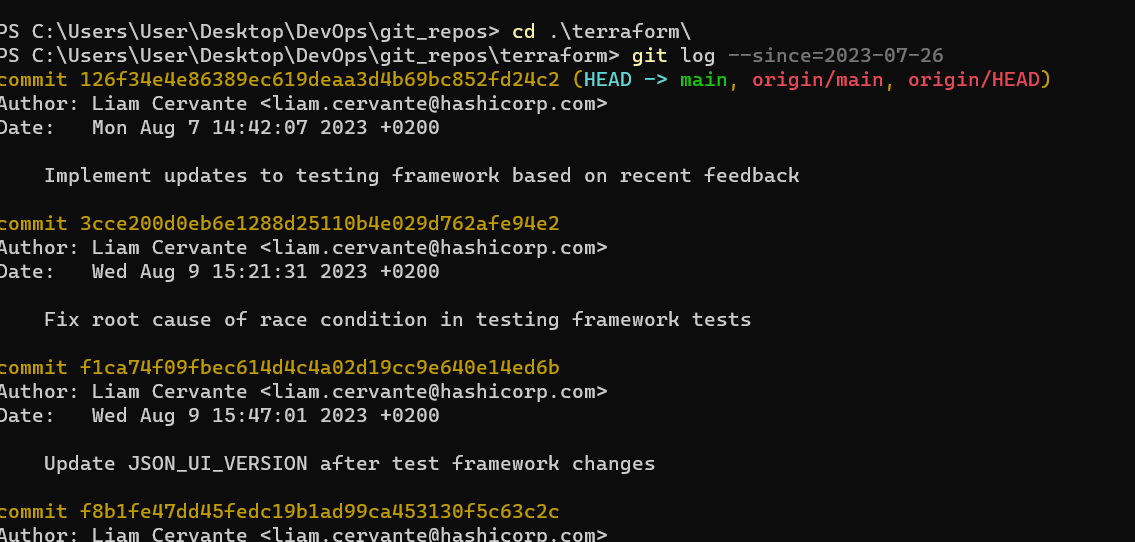 PS C:\Users\User\Desktop\DevOps\git_repos> cd .\terraform\
PS C:\Users\User\Desktop\DevOps\git_repos\terraform> git log --since=2023-07-26
commit 126f34e4e86389ec619deaa3d4b69bc852fd24c2 (HEAD -> main, origin/main, origin/HEAD)
Author: Liam Cervante <liam.cervante@hashicorp.com>
Date:   Mon Aug 7 14:42:07 2023 +0200
Implement updates to testing framework based on recent feedback
commit 3cce200d0eb6e1288d25110b4e029d762afe94e2
Author: Liam Cervante <liam.cervante@hashicorp.com>
Date:   Wed Aug 9 15:21:31 2023 +0200
Fix root cause of race condition in testing framework tests
commit f1ca74f09fbec614d4c4a02d19cc9e640e14ed6b
Author: Liam Cervante <liam.cervante@hashicorp.com>
Date:   Wed Aug 9 15:47:01 2023 +0200
Update JSON_UI_VERSION after test framework changes
commit f8b1fe47dd45fedc19b1ad99ca453130f5c63c2c
Author: Liam Cervante <liam.cervante@hashicorp.com>